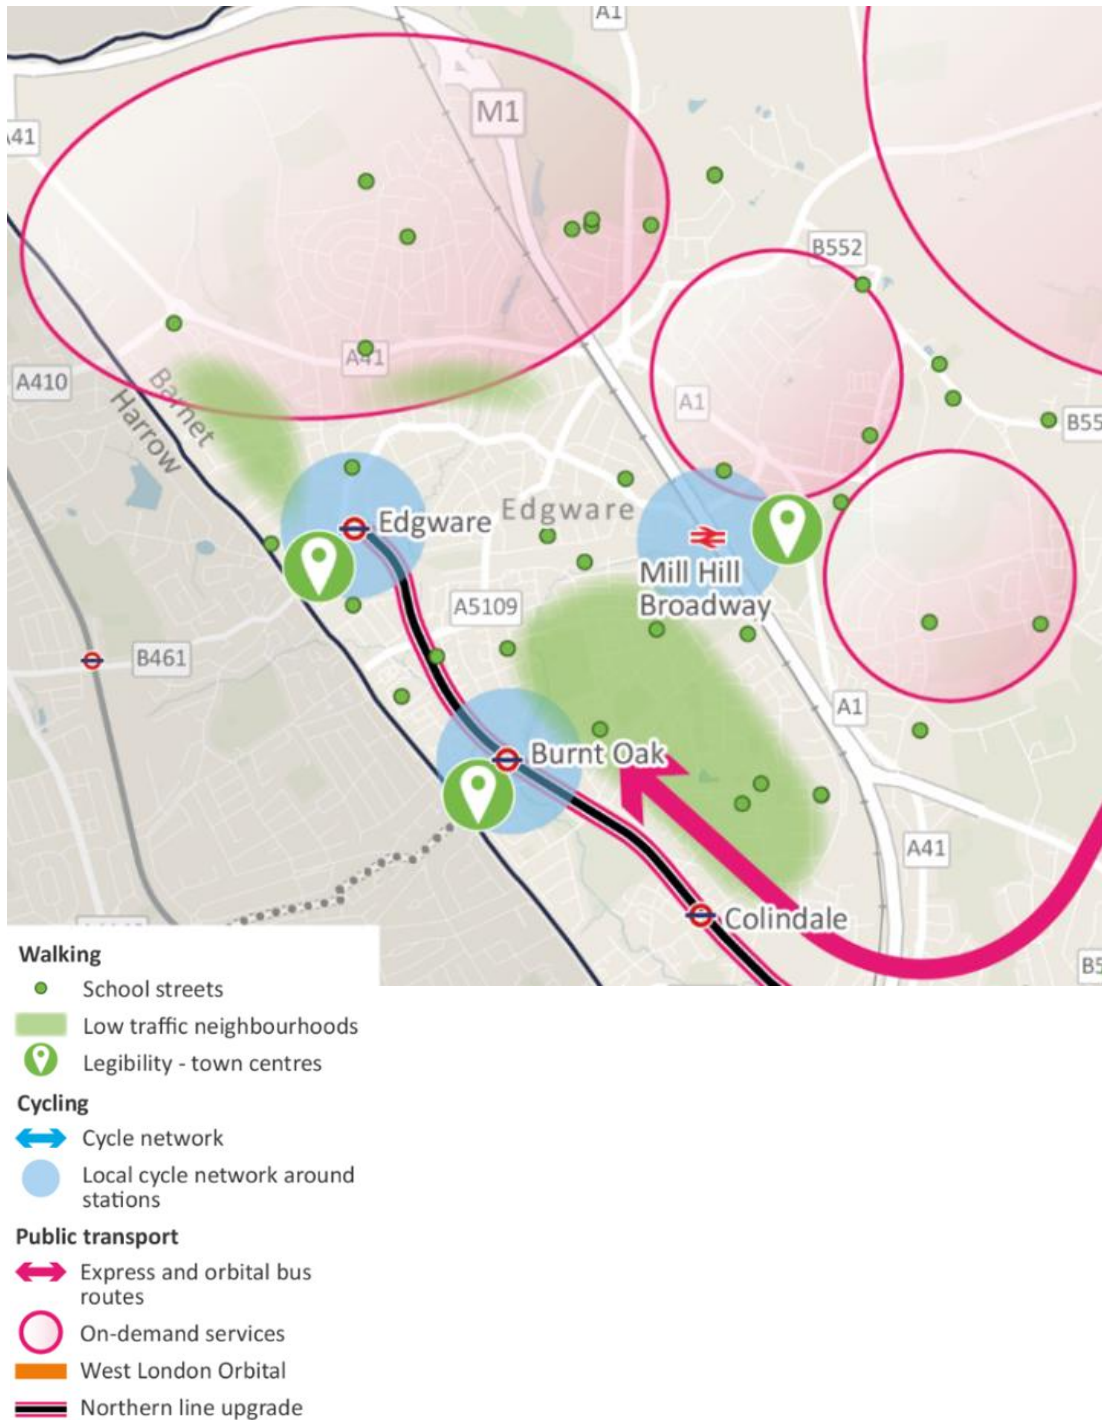 A1
M1
A41
B552
A410
A41
Barnet
Harrow
A1
B55
Edgware
Edgware
Mill Hill
Broadway
A5109
B461
A1
Burnt Oak
A41
Colindale
B5
Walking
School streets
Low traffic neighbourhoods
Legibility - town centres
Cycling
Cycle network
Local cycle network around
stations
Public transport
Express and orbital bus
routes
On-demand services
West London Orbital
Northern line upgrade